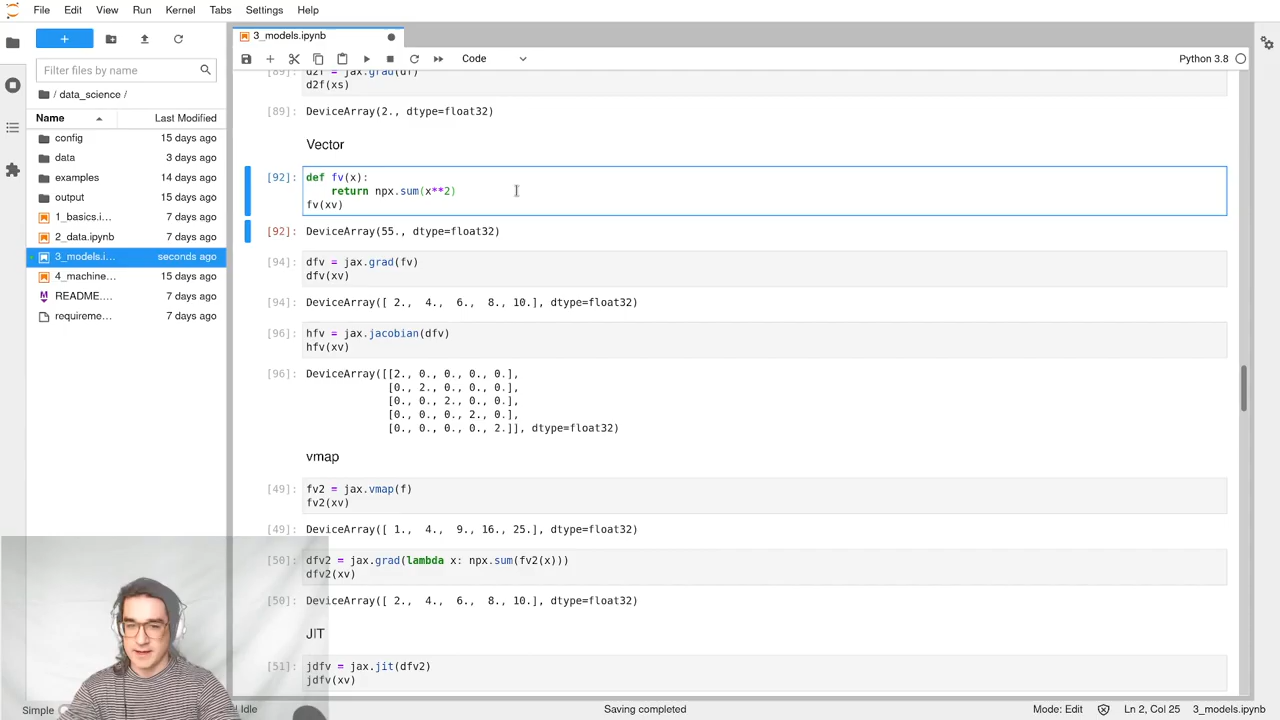 File Edit View Run Kernel Tabs Settings Help
3_models.ipynb
Code
Python 3.8
Filter files by name
/ data_science /
Name Last Modified
config 15 days ago
data 3 days ago
examples 14 days ago
output 7 days ago
1_basics.i... 7 days ago
2_data.ipynb 7 days ago
3_models.i... seconds ago
4_machine... 15 days ago
README.... 7 days ago
requireme... 7 days ago
[89]: d2f = jax.grad(df)
d2f(xs)
[89]: DeviceArray(2., dtype=float32)
Vector
[92]: def fv(x):
return npx.sum(x**2)
fv(xv)
[92]: DeviceArray(55., dtype=float32)
[94]: dfv = jax.grad(fv)
dfv(xv)
[94]: DeviceArray([ 2., 4., 6., 8., 10.], dtype=float32)
[96]: hfv = jax.jacobian(dfv)
hfv(xv)
[96]: DeviceArray([[2., 0., 0., 0., 0.],
[0., 2., 0., 0., 0.],
[0., 0., 2., 0., 0.],
[0., 0., 0., 2., 0.],
[0., 0., 0., 0., 2.]], dtype=float32)
vmap
[49]: fv2 = jax.vmap(f)
fv2(xv)
[49]: DeviceArray([ 1., 4., 9., 16., 25.], dtype=float32)
[50]: dfv2 = jax.grad(lambda x: npx.sum(fv2(x)))
dfv2(xv)
[50]: DeviceArray([ 2., 4., 6., 8., 10.], dtype=float32)
JIT
[51]: jdfv = jax.jit(dfv2)
jdfv(xv)
Simple Idle Saving completed Mode: Edit Ln 2, Col 25 3_models.ipynb